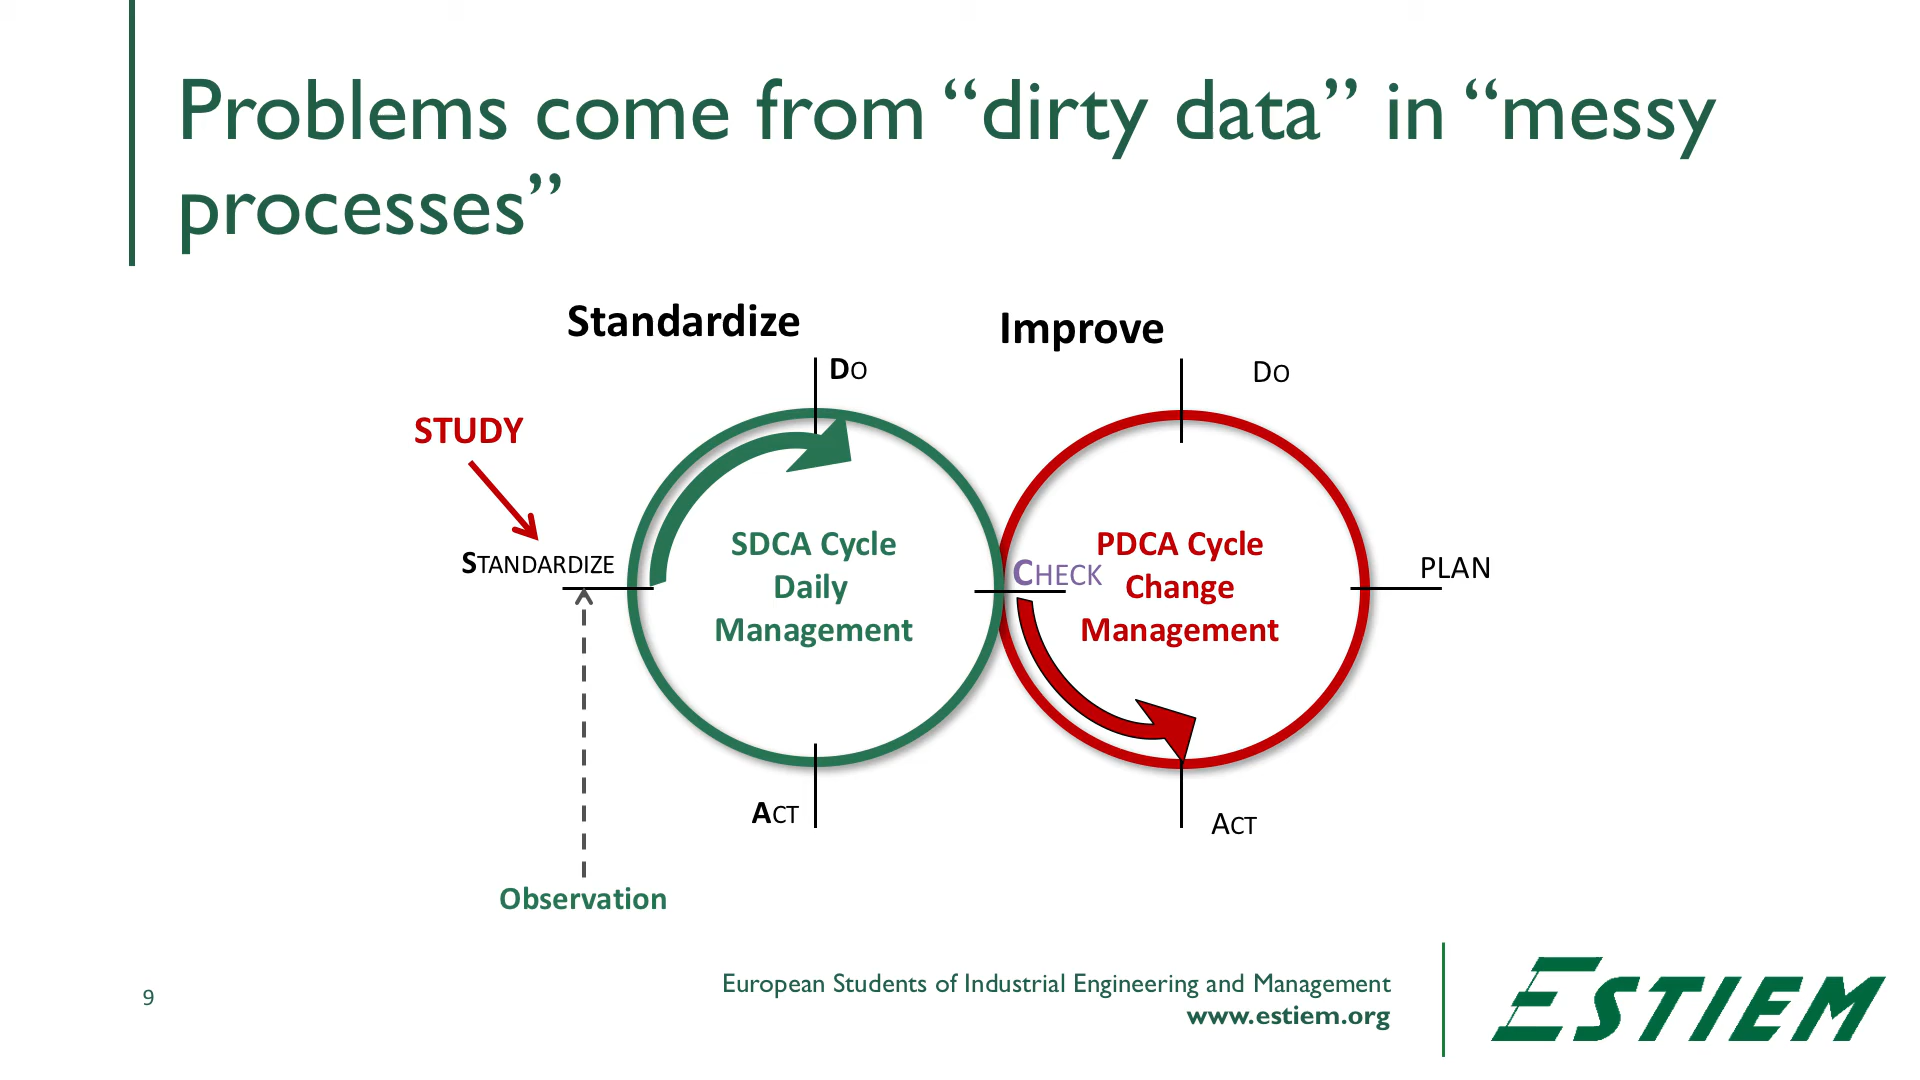 Problems come from “dirty data” in “messy
processes”
Standardize
Improve
DO
DO
STUDY
STANDARDIZE
SDCA Cycle
Daily
Management
CHECK
PDCA Cycle
Change
Management
PLAN
ACT
ACT
Observation
9
European Students of Industrial Engineering and Management
www.estiem.org
ESTIEM